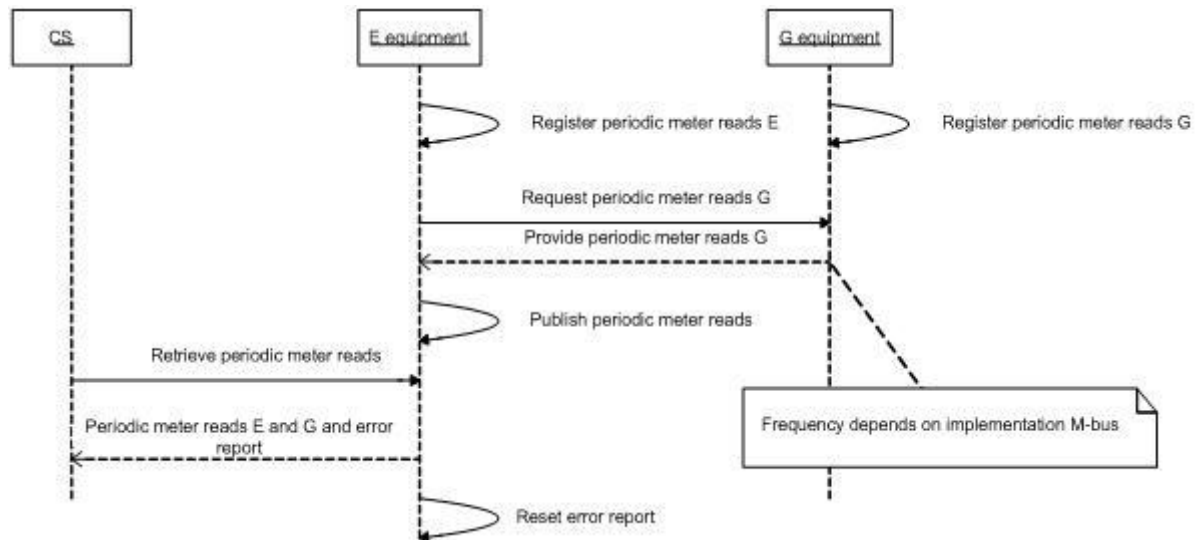 CS
E equipment
G equipment
Register periodic meter reads E
Register periodic meter reads G
Request periodic meter reads G
Provide periodic meter reads G
Publish periodic meter reads
Retrieve periodic meter reads
Frequency depends on implementation M-bus
Periodic meter reads E and G and error
report
Reset error report